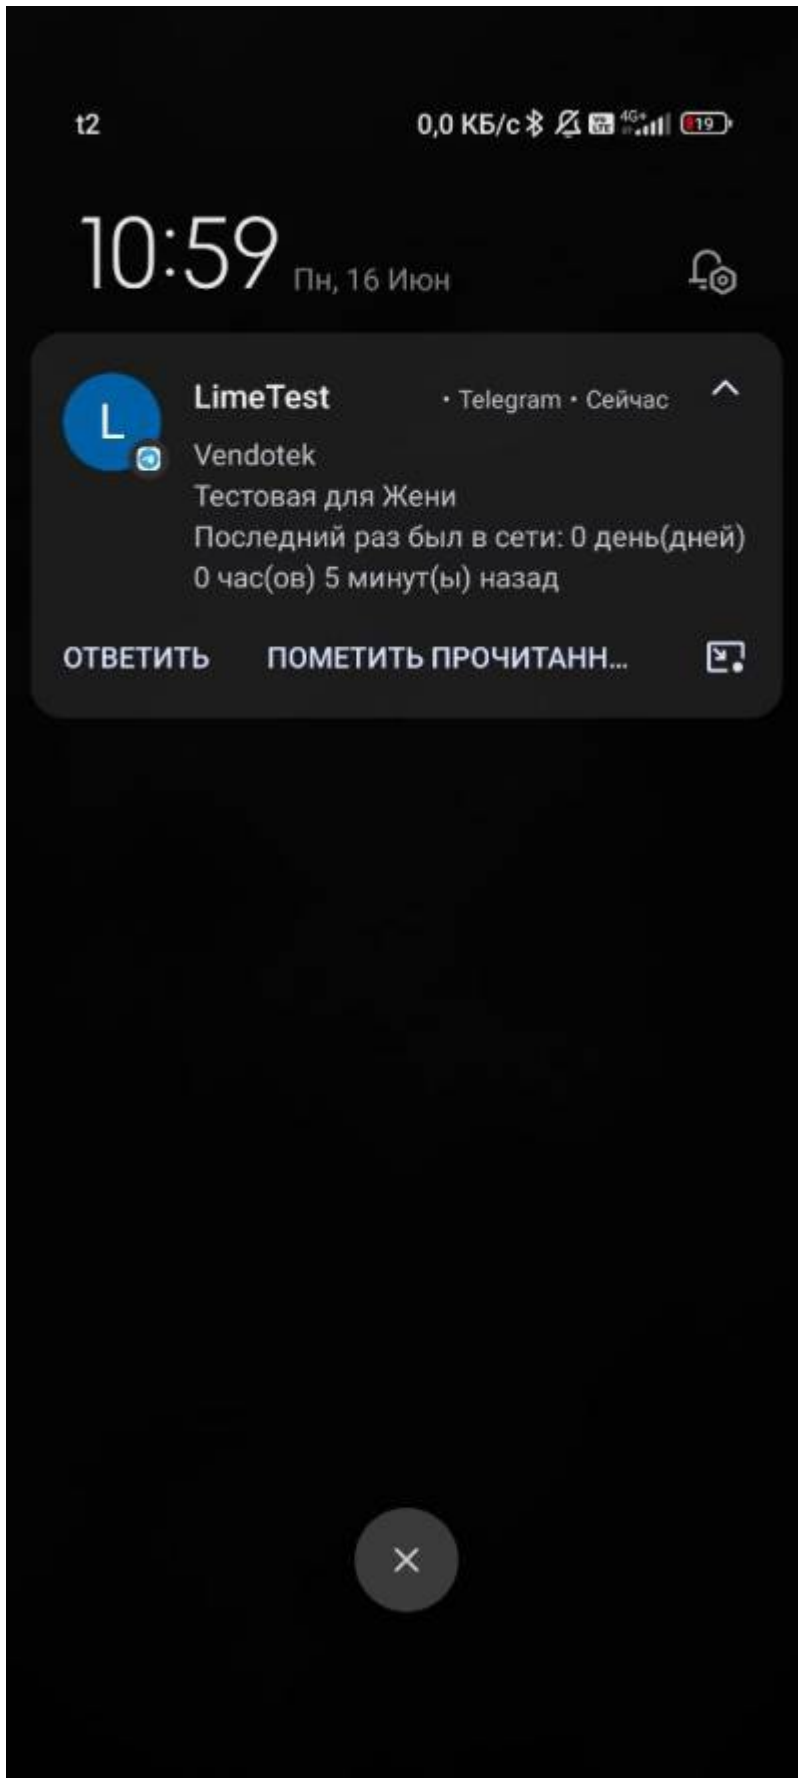 t2
0,0 КБ/с 4G+ 19
10:59 Пн, 16 Июн
L
LimeTest • Telegram • Сейчас
Vendotek
Тестовая для Жени
Последний раз был в сети: 0 день(дней)
0 час(ов) 5 минут(ы) назад
ОТВЕТИТЬ ПОМЕТИТЬ ПРОЧИТАНН...